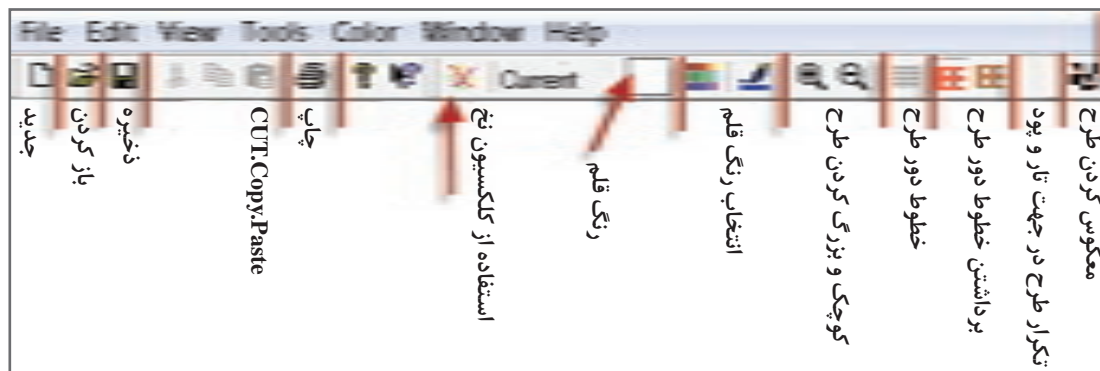 File Edit View Tools Color Window Help
Current
جدید
باز کردن
ذخیره
CUT.Copy.Paste
چاپ
استفاده از کلکسیون نخ
رنگ قلم
انتخاب رنگ قلم
کوچک و بزرگ کردن طرح
خطوط دور طرح
برداشتن خطوط دور طرح
تکرار طرح در جهت تار و پود
معکوس کردن طرح